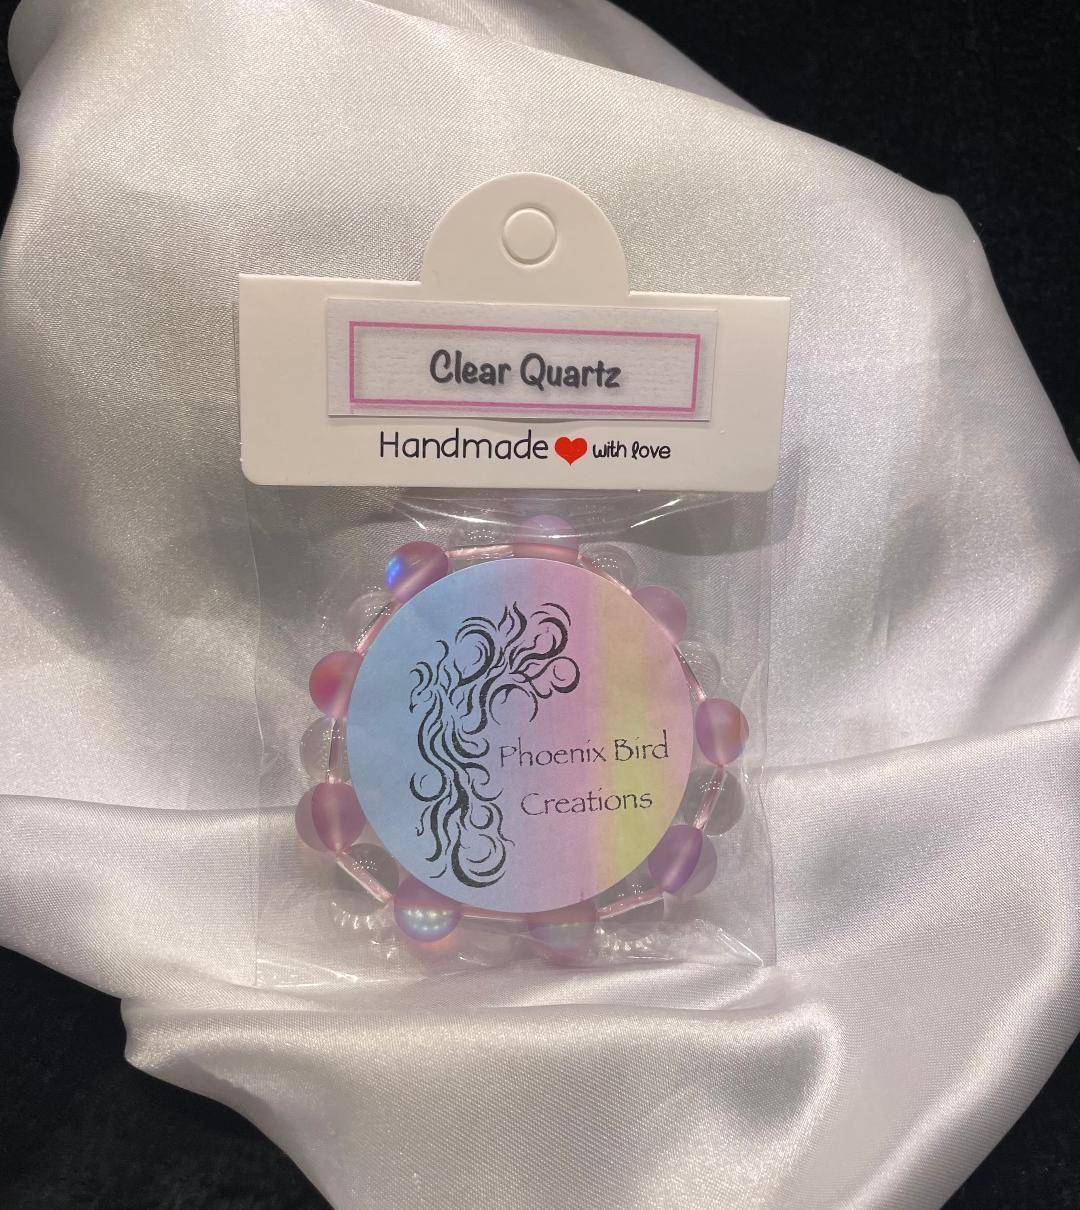 Clear Quartz
Handmade ❤ with love
Phoenix Bird
Creations